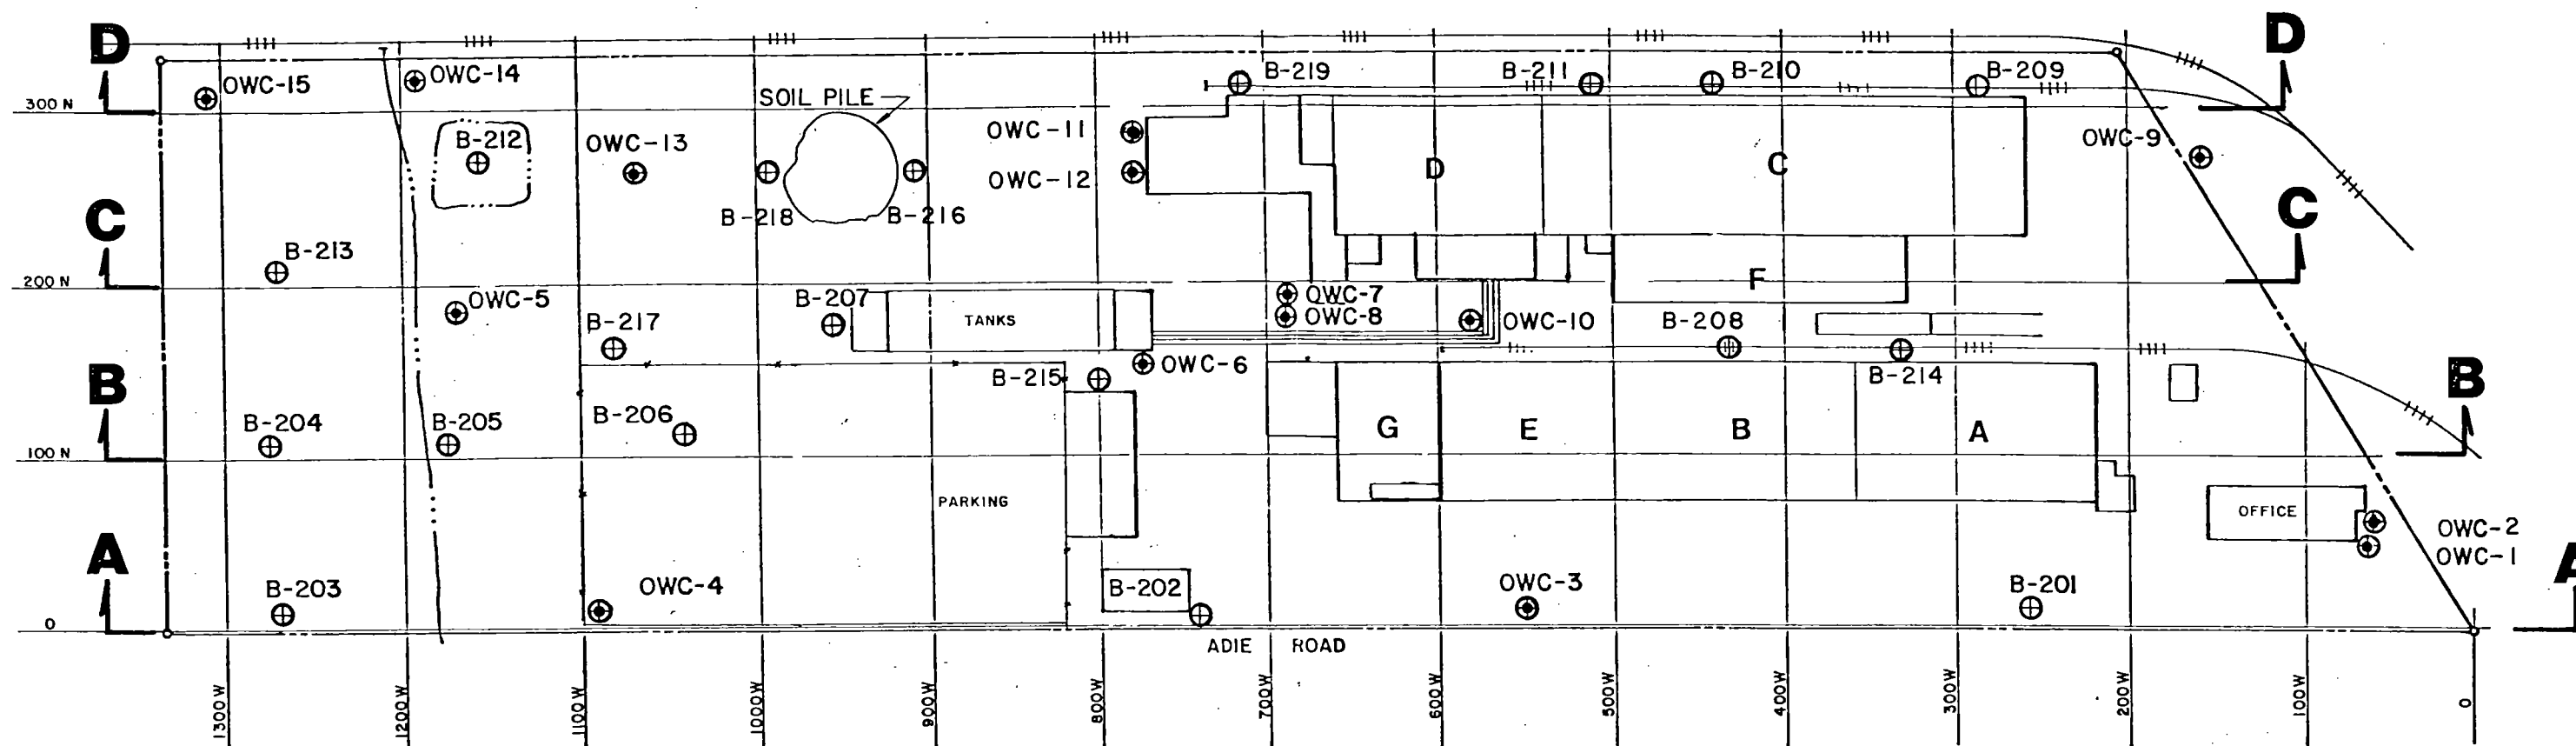 D
D
OWC-15
OWC-14
B-219
B-211
B-210
B-209
300 N
SOIL PILE
B-212
OWC-13
OWC-11
OWC-12
D
C
OWC-9
B-218
B-216
C
C
B-213
200 N
OWC-5
B-207
TANKS
OWC-7
OWC-8
OWC-10
F
B-208
B-217
OWC-6
B-215
B-214
B
B
B-204
B-205
B-206
G
E
B
A
100 N
PARKING
OFFICE
OWC-2
OWC-1
A
A
B-203
OWC-4
B-202
OWC-3
B-201
0
ADIE ROAD
1300W
1200W
1100W
1000W
900W
800W
700W
600W
500W
400W
300W
200W
100W
0